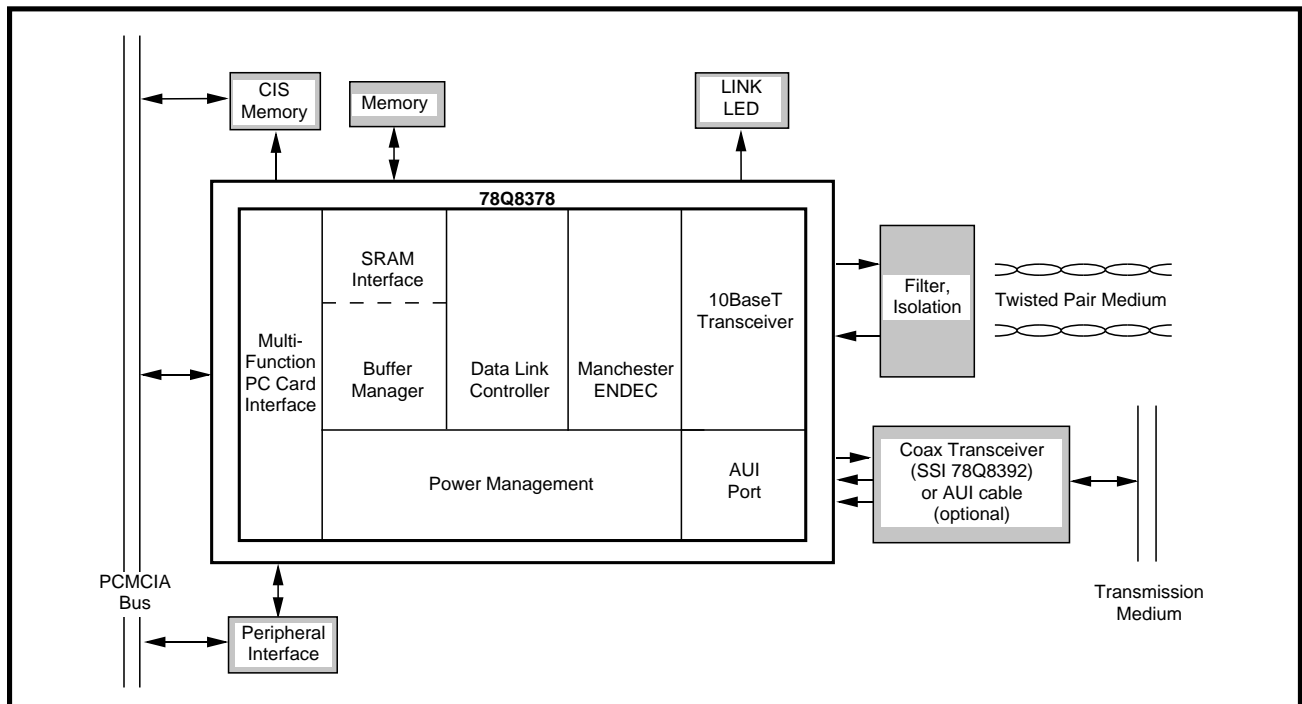 CIS
Memory
Memory
LINK
LED
78Q8378
SRAM
Interface
Multi-
Function
PC Card
Interface
Buffer
Manager
Data Link
Controller
Manchester
ENDEC
10BaseT
Transceiver
Filter,
Isolation
Twisted Pair Medium
Power Management
AUI
Port
Coax Transceiver
(SSI 78Q8392)
or AUI cable
(optional)
PCMCIA
Bus
Peripheral
Interface
Transmission
Medium